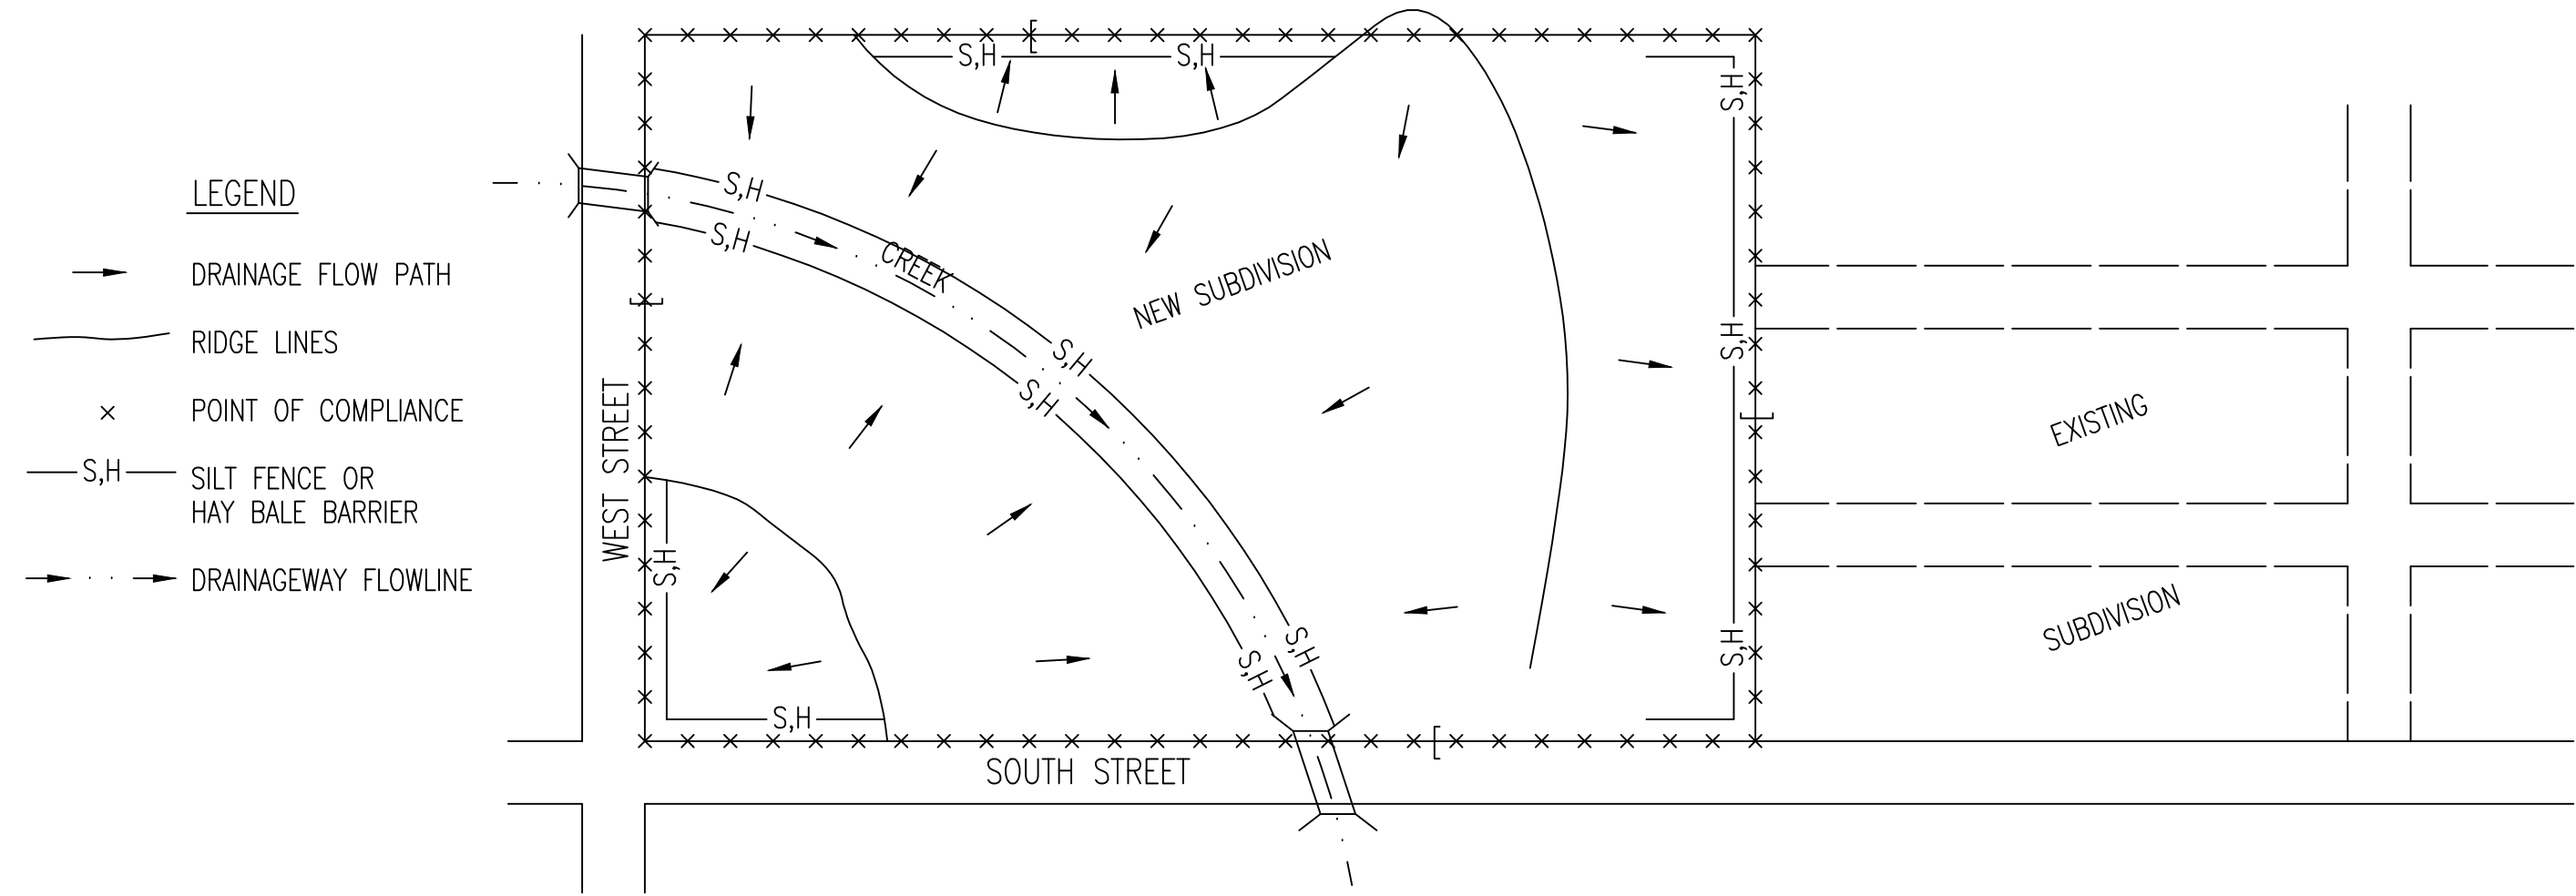 LEGEND
DRAINAGE FLOW PATH
RIDGE LINES
× POINT OF COMPLIANCE
S,H SILT FENCE OR
HAY BALE BARRIER
DRAINAGEWAY FLOWLINE
S,H
S,H
S,H
S,H
S,H
CREEK
NEW SUBDIVISION
S,H
S,H
S,H
WEST STREET
EXISTING
S,H
S,H
S,H
S,H
SUBDIVISION
S,H
SOUTH STREET